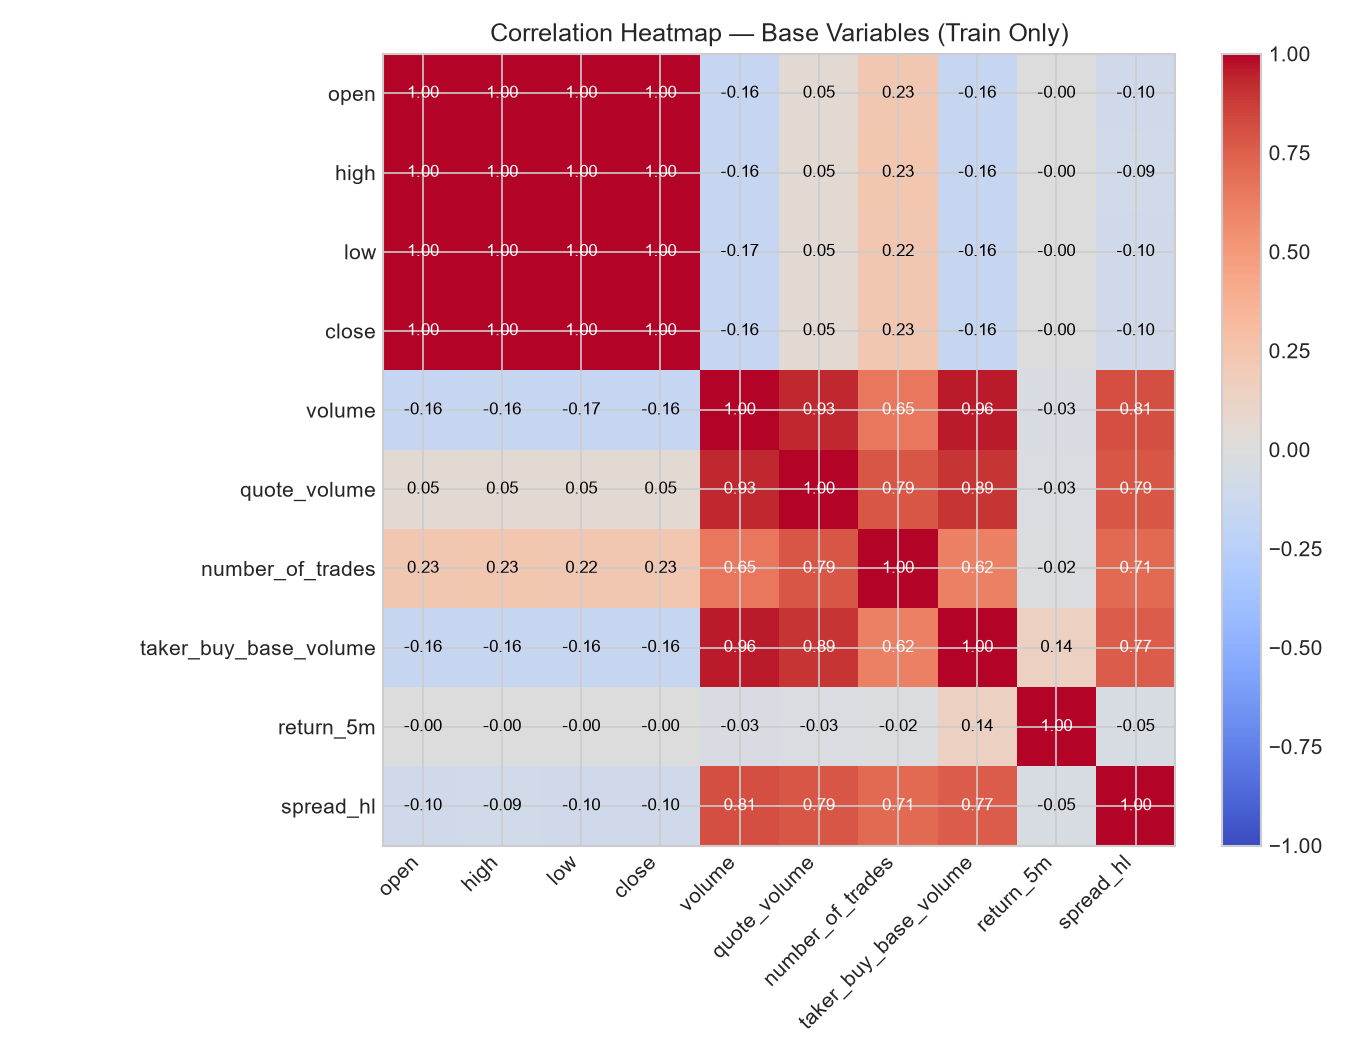 Correlation Heatmap — Base Variables (Train Only)
open 1.00 1.00 1.00 1.00 -0.16 0.05 0.23 -0.16 -0.00 -0.10
high 1.00 1.00 1.00 1.00 -0.16 0.05 0.23 -0.16 -0.00 -0.09
low 1.00 1.00 1.00 1.00 -0.17 0.05 0.22 -0.16 -0.00 -0.10
close 1.00 1.00 1.00 1.00 -0.16 0.05 0.23 -0.16 -0.00 -0.10
volume -0.16 -0.16 -0.17 -0.16 1.00 0.93 0.65 0.96 -0.03 0.81
quote_volume 0.05 0.05 0.05 0.05 0.93 1.00 0.79 0.89 -0.03 0.79
number_of_trades 0.23 0.23 0.22 0.23 0.65 0.79 1.00 0.62 -0.02 0.71
taker_buy_base_volume -0.16 -0.16 -0.16 -0.16 0.96 0.89 0.62 1.00 0.14 0.77
return_5m -0.00 -0.00 -0.00 -0.00 -0.03 -0.03 -0.02 0.14 1.00 -0.05
spread_hl -0.10 -0.09 -0.10 -0.10 0.81 0.79 0.71 0.77 -0.05 1.00
open high low close volume quote_volume number_of_trades taker_buy_base_volume return_5m spread_hl
1.00
0.75
0.50
0.25
0.00
−0.25
−0.50
−0.75
−1.00